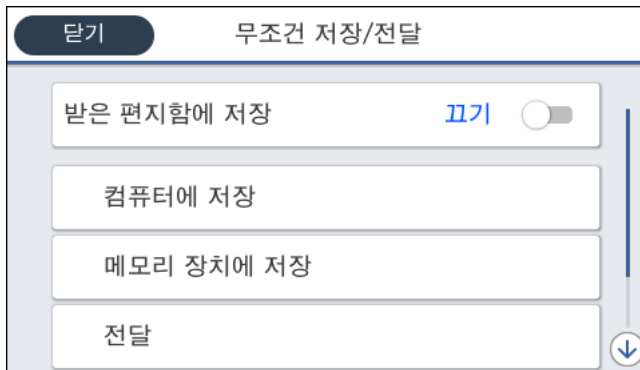 닫기 무조건 저장/전달
받은 편지함에 저장 끄기
컴퓨터에 저장
메모리 장치에 저장
전달